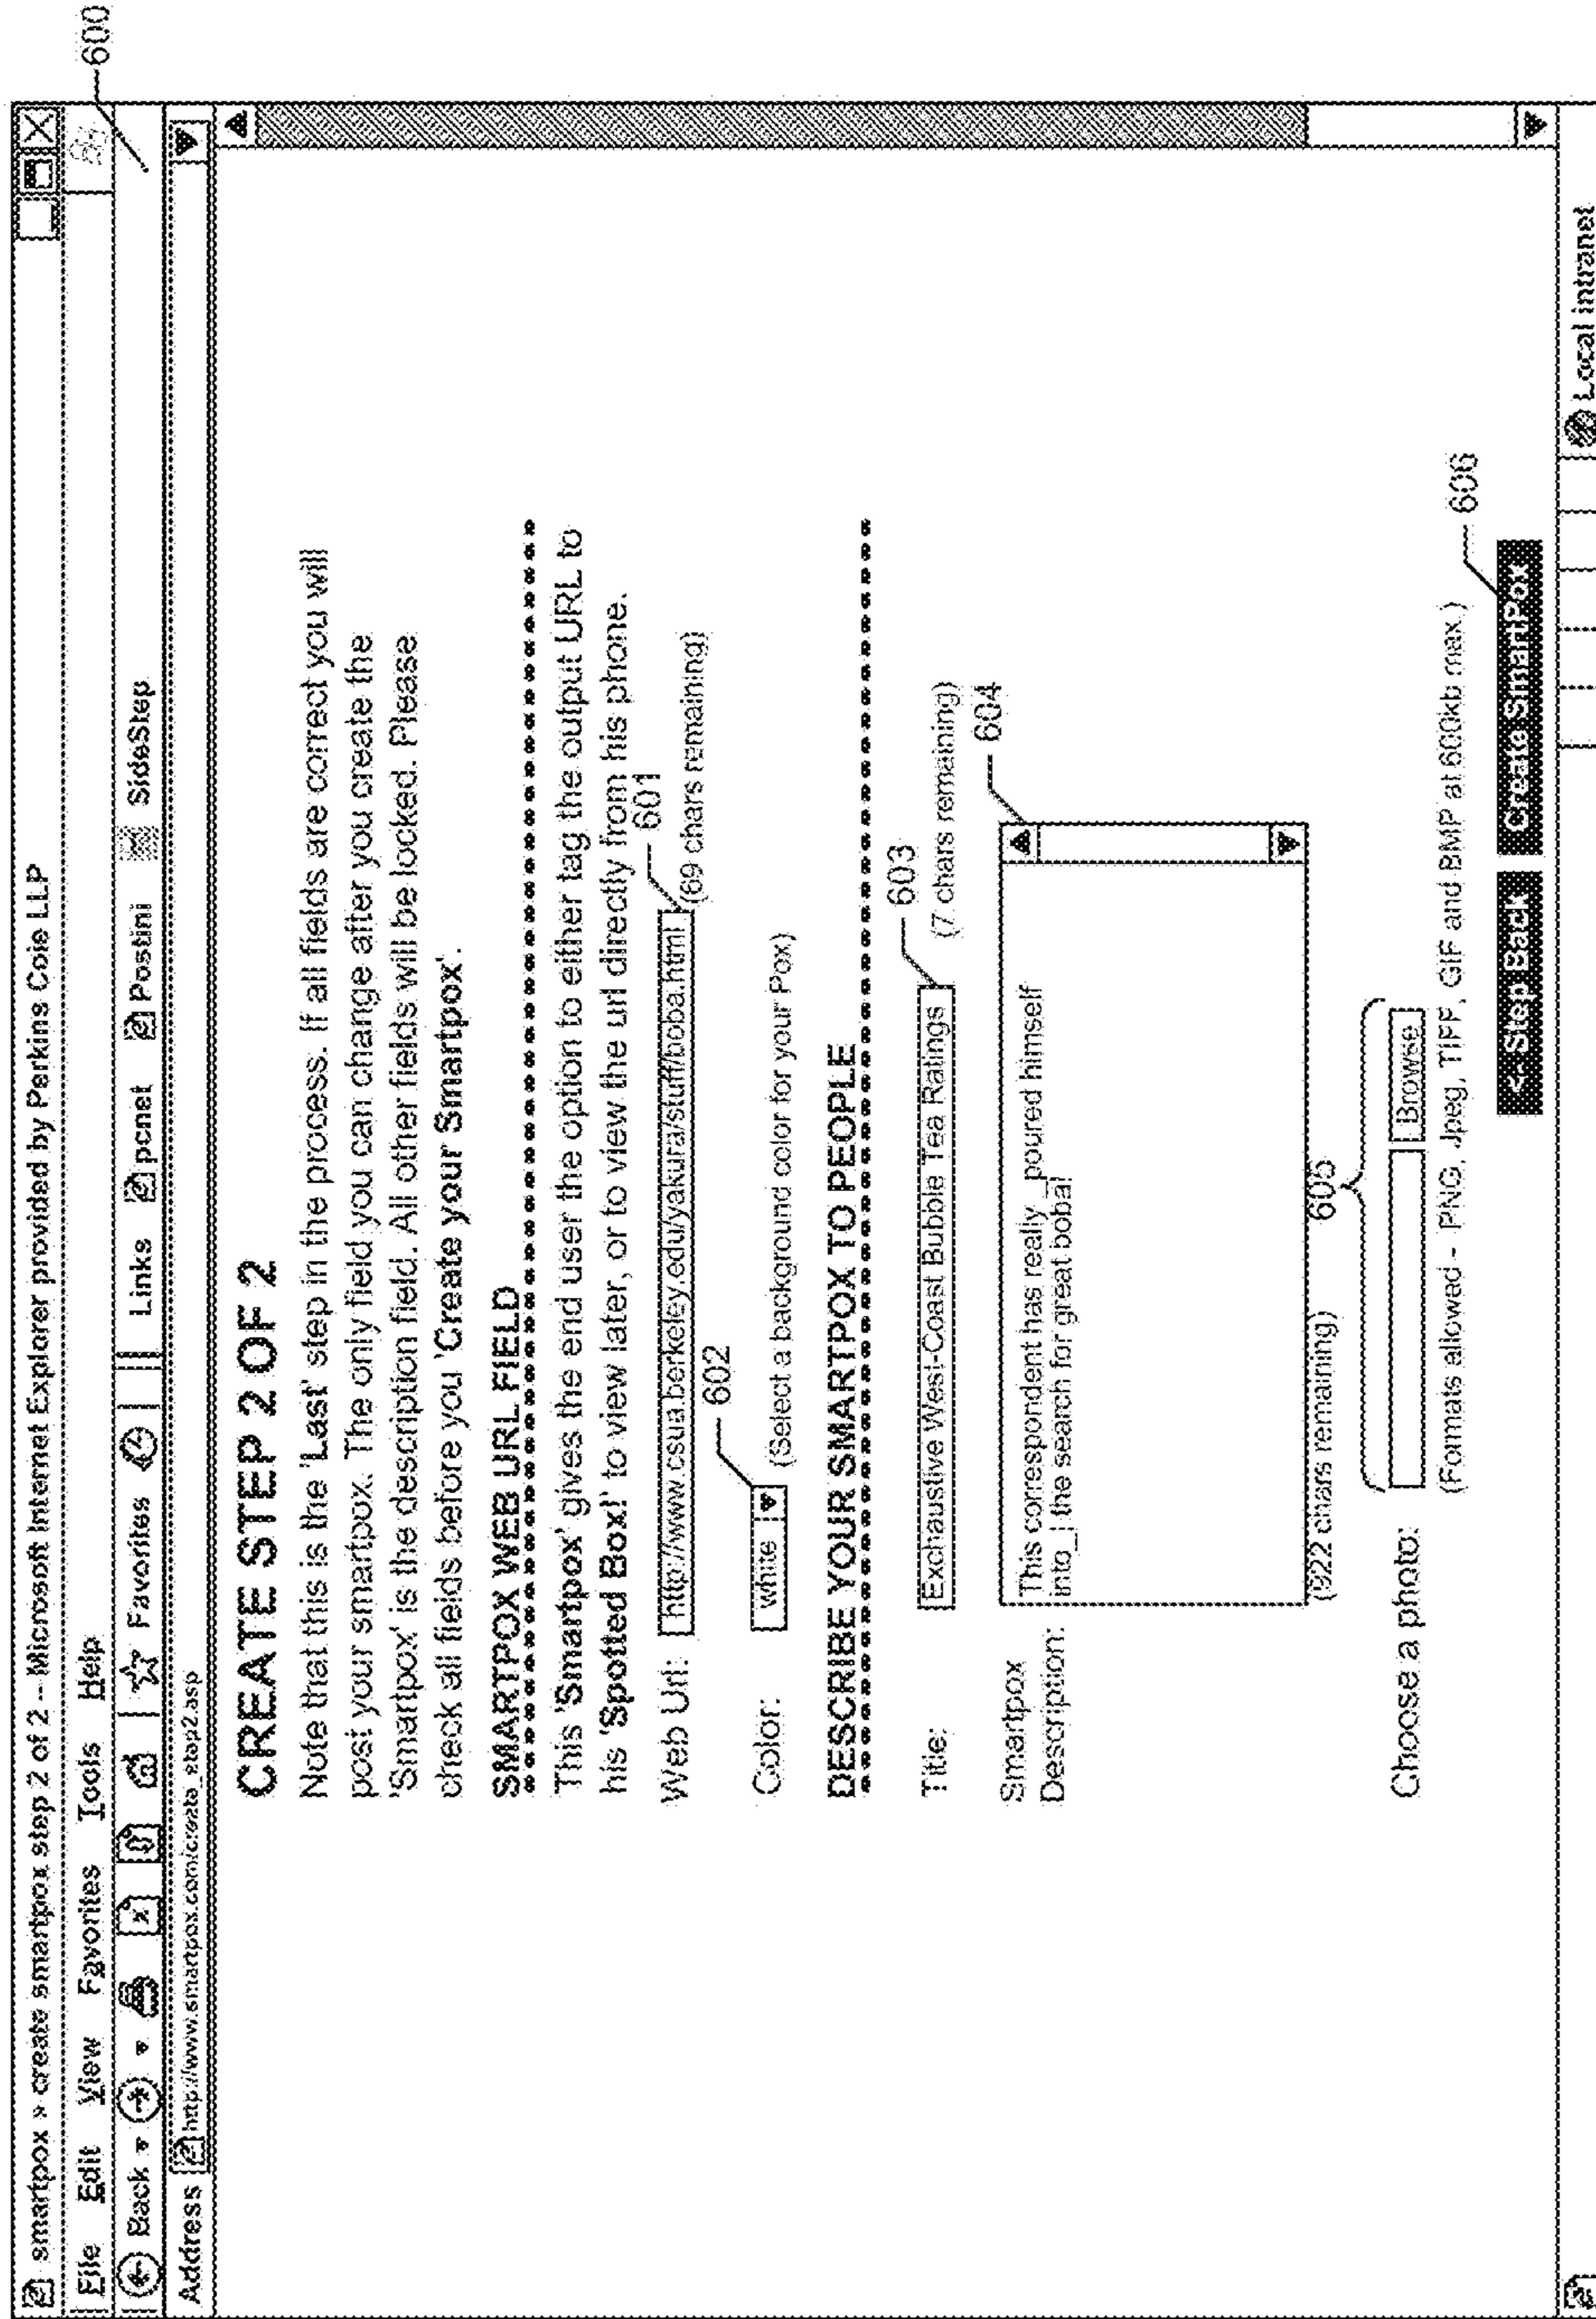 smartpox » create smartpox step 2 of 2 -- Microsoft Internet Explorer provided by Perkins Coie LLP
File Edit View Favorites Tools Help
600
Back Favorites Links pcnet Postini SideStep
Address http://www.smartpox.com/create_step2.asp
CREATE STEP 2 OF 2
Note that this is the 'Last' step in the process. If all fields are correct you will
post your smartpox. The only field you can change after you create the
'Smartpox' is the description field. All other fields will be locked. Please
check all fields before you 'Create your Smartpox'.
SMARTPOX WEB URL FIELD
This 'Smartpox' gives the end user the option to either tag the output URL to
his 'Spotted Box!' to view later, or to view the url directly from his phone.
601
Web Url: http://www.csua.berkeley.edu/yakura/stuff/boba.html (69 chars remaining)
602
Color: white (Select a background color for your Pox)
DESCRIBE YOUR SMARTPOX TO PEOPLE
603
Title: Exchaustive West-Coast Bubble Tea Ratings (7 chars remaining)
604
Smartpox
Description:
This correspondent has really _poured himself
into_| the search for great boba!
(922 chars remaining)
605
Choose a photo: Browse
(Formats allowed - PNG, Jpeg, TIFF, GIF and BMP at 600kb max.)
606
<- Step Back Create SmartPox
Local intranet